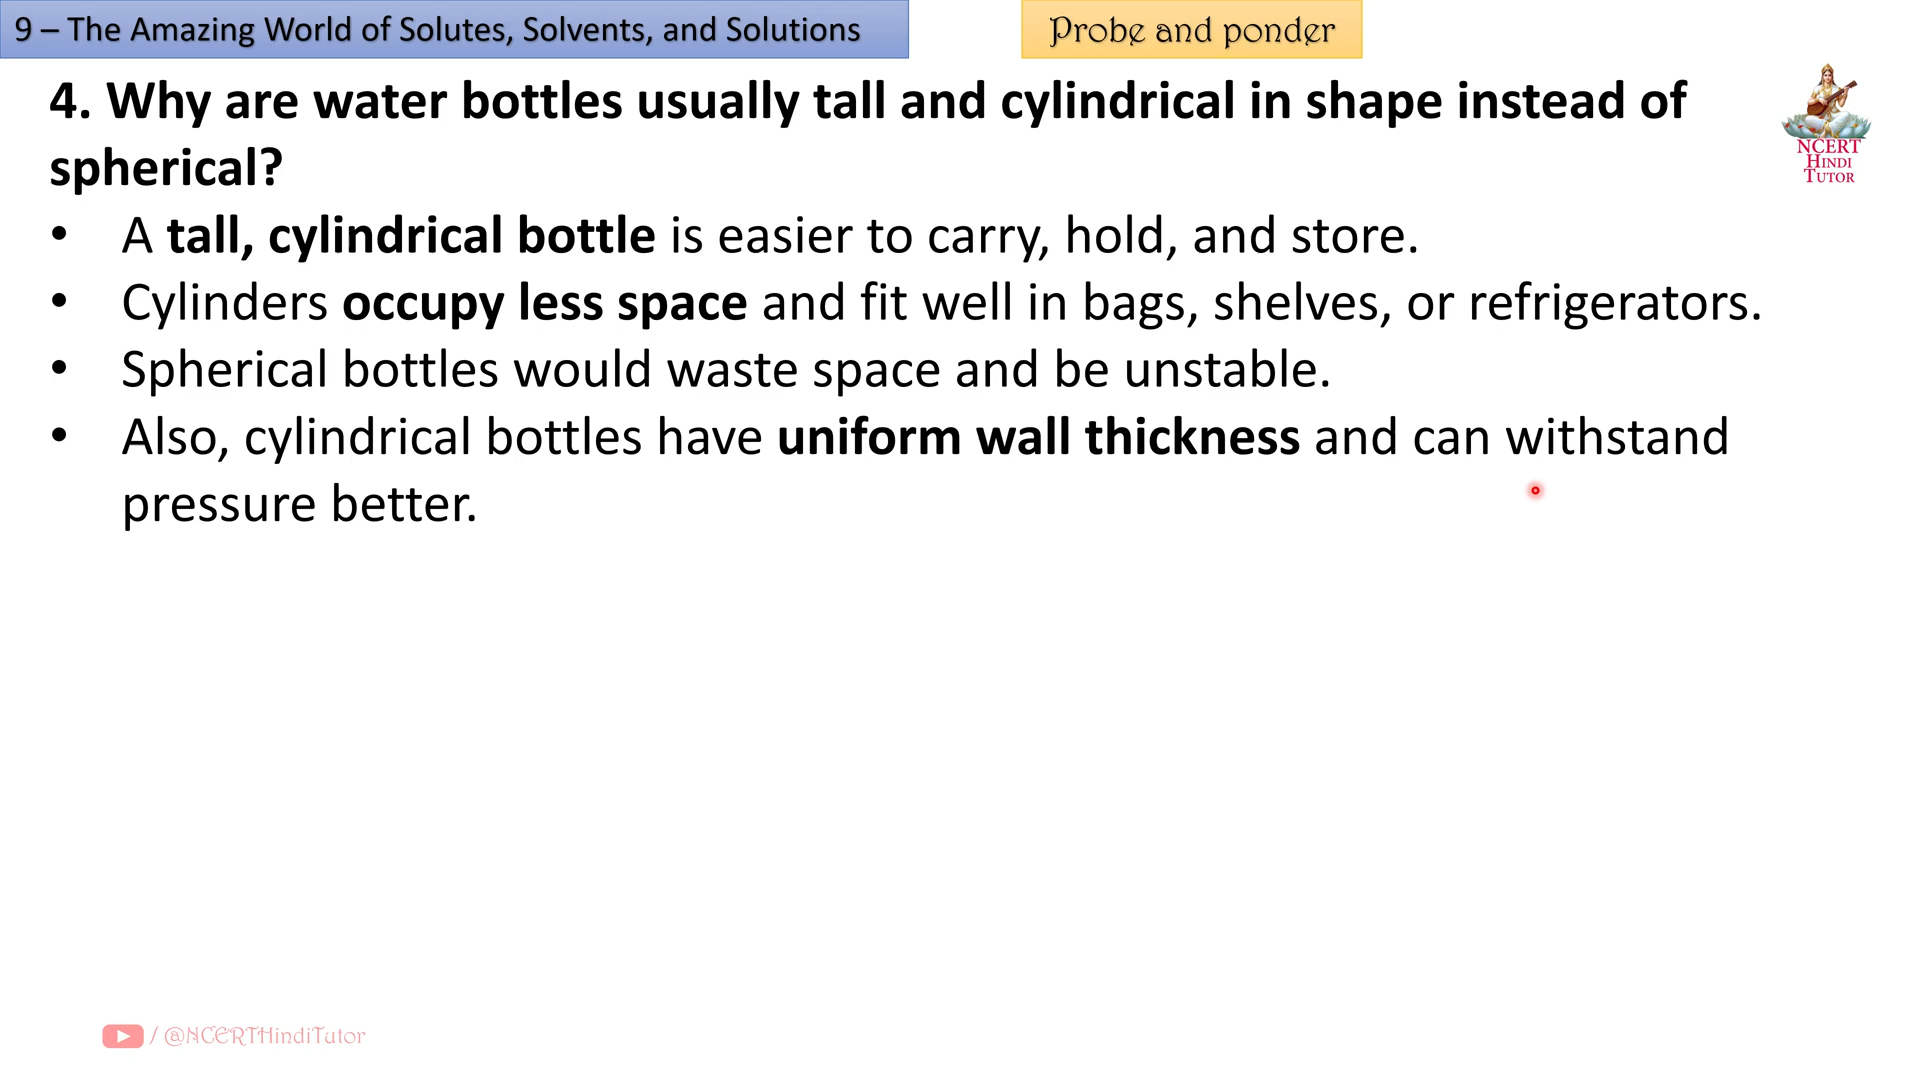 9 – The Amazing World of Solutes, Solvents, and Solutions
Probe and ponder
4. Why are water bottles usually tall and cylindrical in shape instead of
spherical?
• A tall, cylindrical bottle is easier to carry, hold, and store.
• Cylinders occupy less space and fit well in bags, shelves, or refrigerators.
• Spherical bottles would waste space and be unstable.
• Also, cylindrical bottles have uniform wall thickness and can withstand
pressure better.
NCERT
HINDI
TUTOR
/ @NCERTHindiTutor